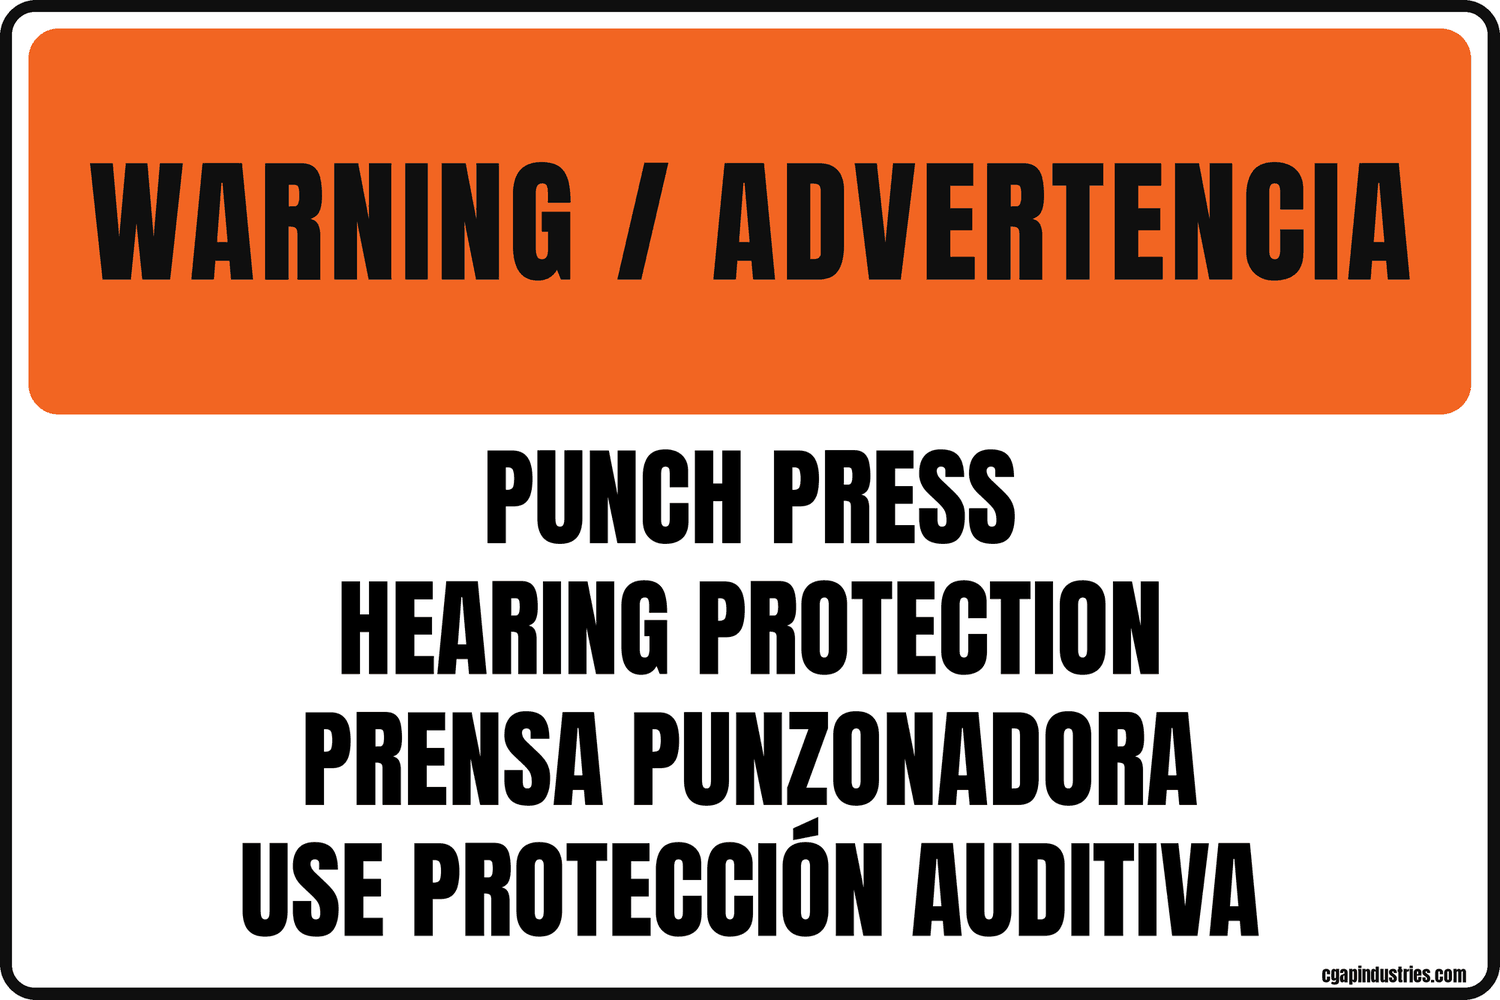 WARNING / ADVERTENCIA
PUNCH PRESS
HEARING PROTECTION
PRENSA PUNZONADORA
USE PROTECCIÓN AUDITIVA
cgapindustries.com